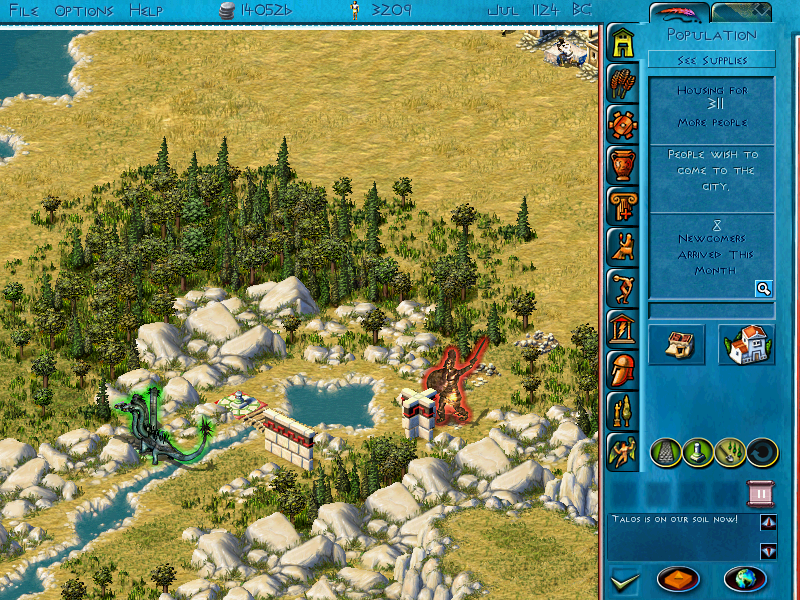 File Options Help 14052Ƌ 3209 Jul 1124 BC
Population
See Supplies
Housing for
311
more people
People wish to
come to the
city.
8
Newcomers
Arrived This
Month
Talos is on our soil now!